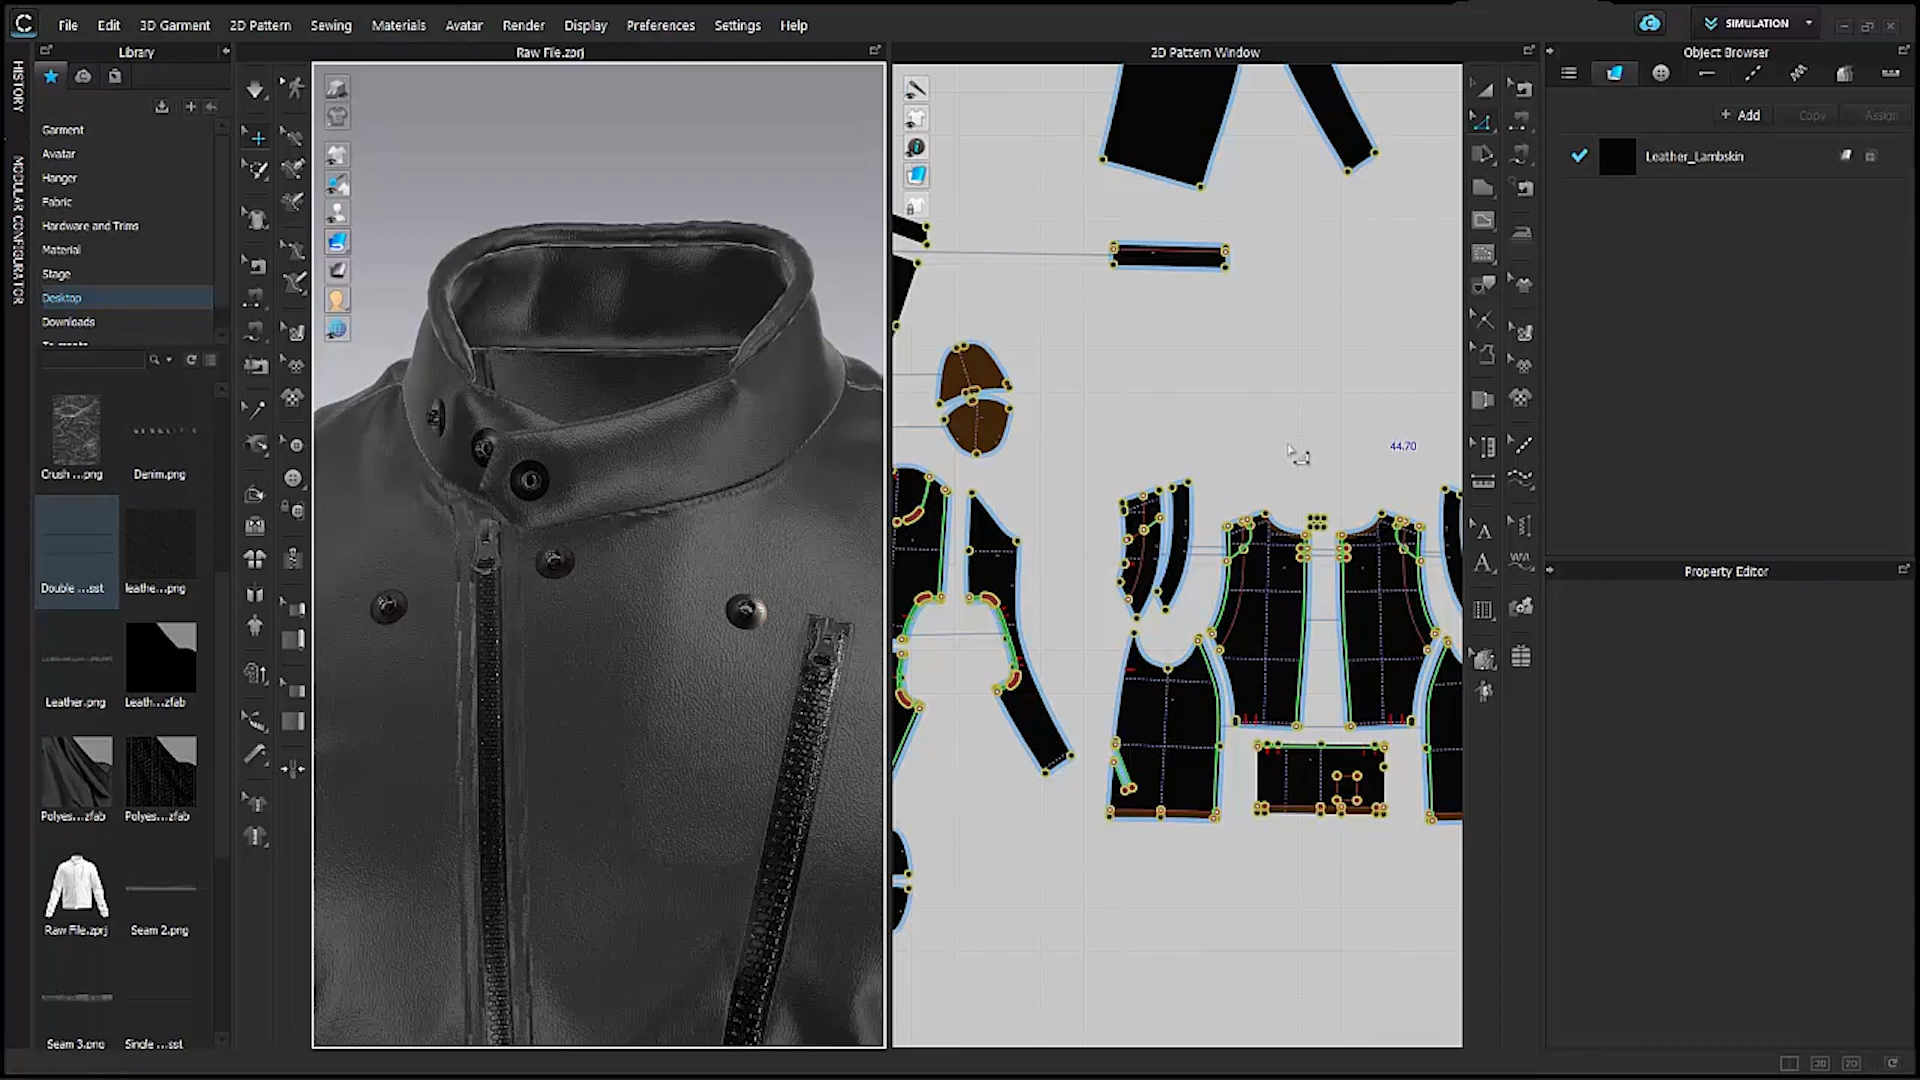 File Edit 3D Garment 2D Pattern Sewing Materials Avatar Render Display Preferences Settings Help
SIMULATION
Library
Raw File.zprj
2D Pattern Window
Object Browser
HISTORY
MODULAR CONFIGURATOR
Garment
Avatar
Hanger
Fabric
Hardware and Trims
Material
Stage
Desktop
Downloads
+ Add
Copy
Assign
Leather_Lambskin
44.70
Crush ...png
Denim.png
Double ...sst
leathe...png
Leather.png
Leath...zfab
Polyes...zfab
Polyes...zfab
Raw File.zprj
Seam 2.png
Seam 3.png
Single ...sst
Property Editor
3D
2D